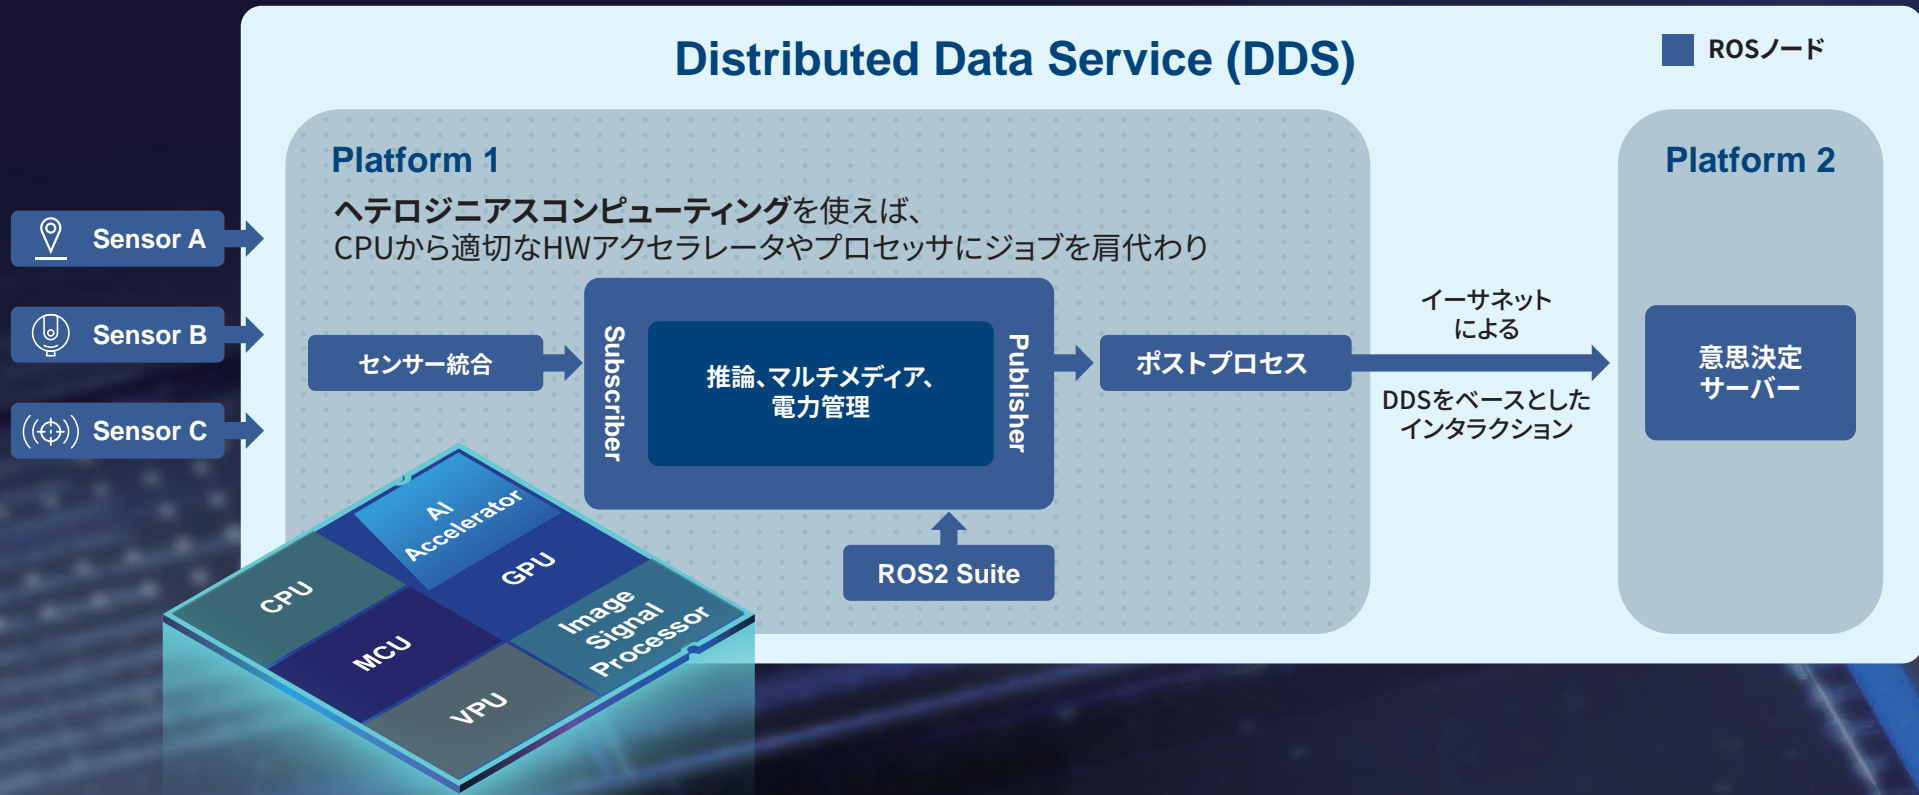 Distributed Data Service (DDS)
ROSノード
Platform 1
ヘテロジニアスコンピューティングを使えば、
CPUから適切なHWアクセラレータやプロセッサにジョブを肩代わり
Sensor A
Sensor B
Sensor C
センサー統合
Subscriber
推論、マルチメディア、
電力管理
Publisher
ポストプロセス
ROS2 Suite
イーサネット
による
DDSをベースとした
インタラクション
Platform 2
意思決定
サーバー
AI
Accelerator
CPU
GPU
MCU
Image
Signal
Processor
VPU